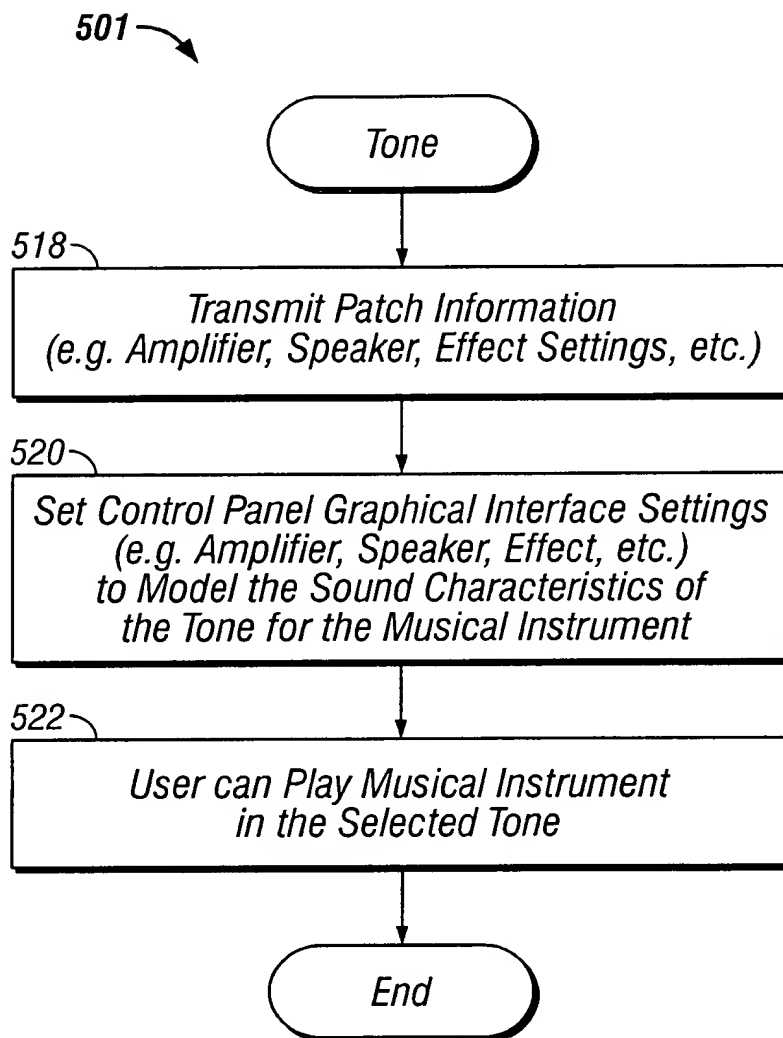 501
Tone
518
Transmit Patch Information
(e.g. Amplifier, Speaker, Effect Settings, etc.)
520
Set Control Panel Graphical Interface Settings
(e.g. Amplifier, Speaker, Effect, etc.)
to Model the Sound Characteristics of
the Tone for the Musical Instrument
522
User can Play Musical Instrument
in the Selected Tone
End